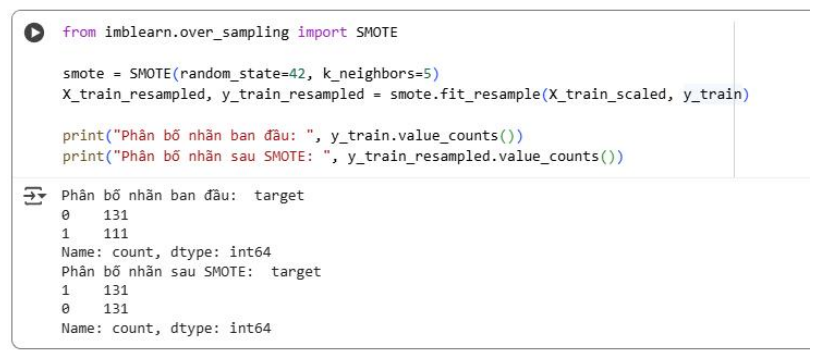 from imblearn.over_sampling import SMOTE
smote = SMOTE(random_state=42, k_neighbors=5)
X_train_resampled, y_train_resampled = smote.fit_resample(X_train_scaled, y_train)
print("Phân bố nhãn ban đầu: ", y_train.value_counts())
print("Phân bố nhãn sau SMOTE: ", y_train_resampled.value_counts())
Phân bố nhãn ban đầu:  target
0    131
1    111
Name: count, dtype: int64
Phân bố nhãn sau SMOTE:  target
1    131
0    131
Name: count, dtype: int64